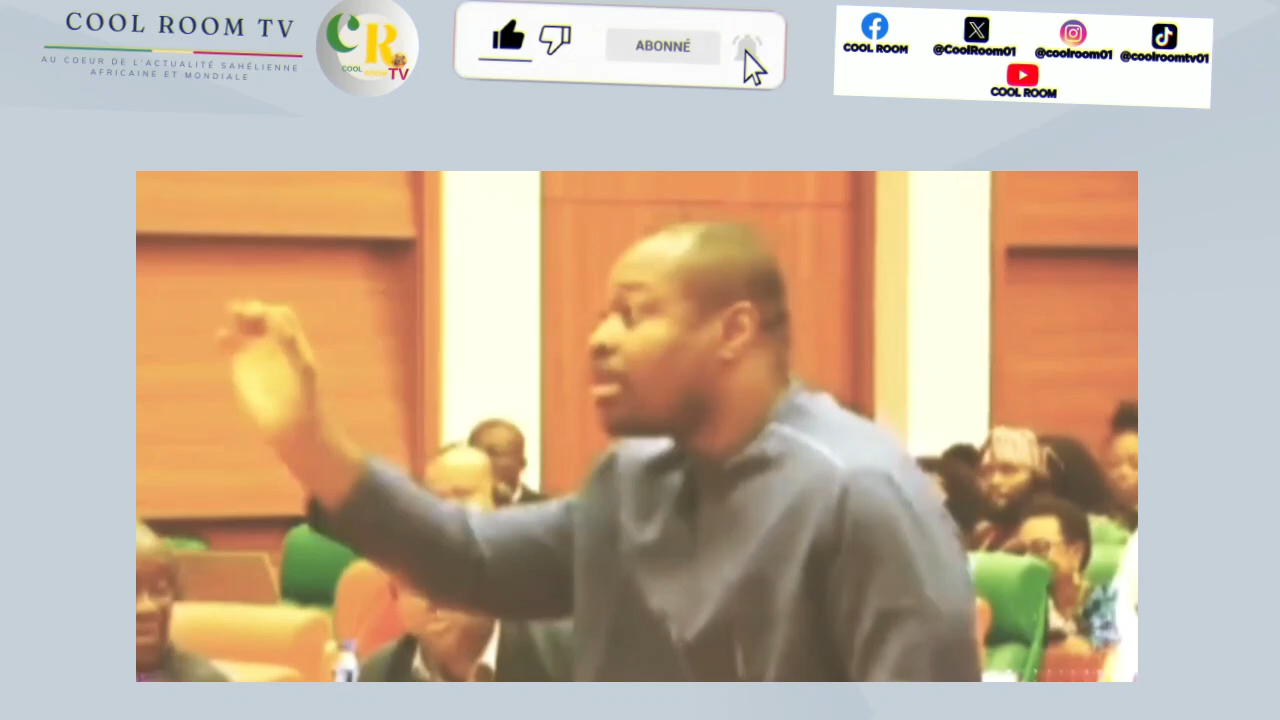 COOL ROOM TV
AU COEUR DE L'ACTUALITÉ SAHÉLIENNE
AFRICAINE ET MONDIALE
CR
COOL ROOM
TV
ABONNÉ
COOL ROOM
@CoolRoom01
@coolroom01
@coolroomtv01
COOL ROOM